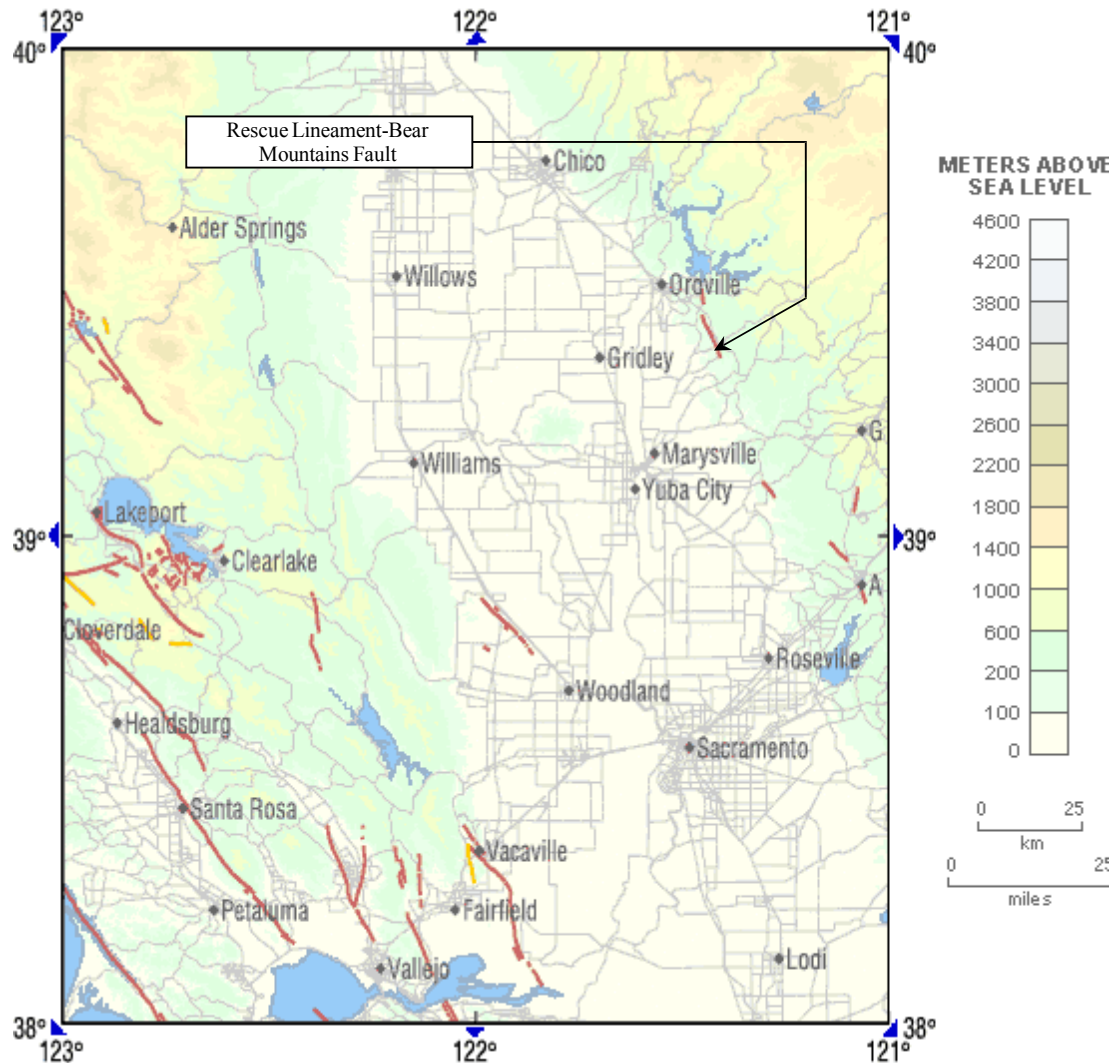 123°
122°
121°
40°
40°
Rescue Lineament-Bear
Mountains Fault
Chico
METERS ABOVE
SEA LEVEL
Alder Springs
4600
Willows
Oroville
4200
3800
3400
Gridley
3000
2600
G
2200
Marysville
Williams
1800
Yuba City
Lakeport
1400
39°
39°
1000
Clearlake
A
600
Cloverdale
200
Roseville
100
Woodland
0
Healdsburg
Sacramento
Santa Rosa
0 25
km
Vacaville
0 25
miles
Petaluma
Fairfield
Vallejo
Lodi
38°
38°
123°
122°
121°